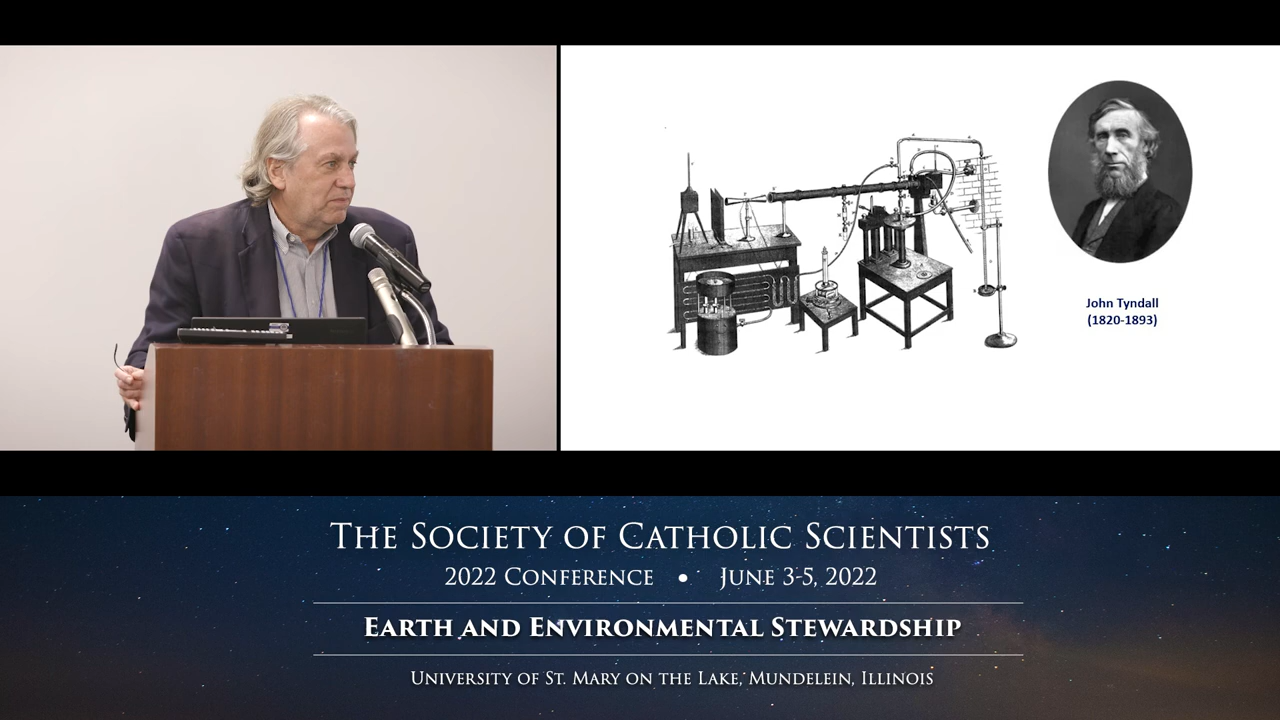 John Tyndall
(1820-1893)
The Society of Catholic Scientists
2022 Conference • June 3-5, 2022
Earth and Environmental Stewardship
University of St. Mary on the Lake, Mundelein, Illinois